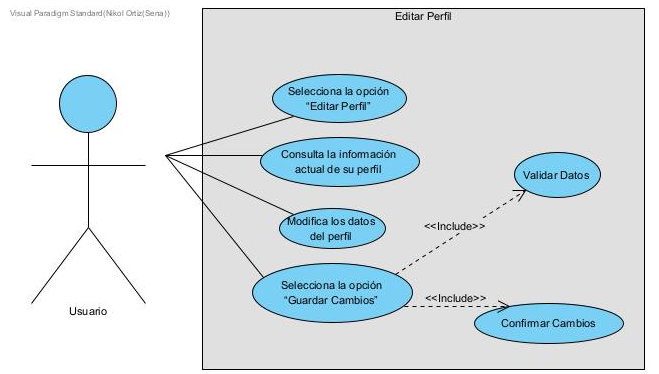 Visual Paradigm Standard(Nikol Ortiz(Sena))
Editar Perfil
Selecciona la opción
“Editar Perfil”
Consulta la información
actual de su perfil
Validar Datos
Modifica los datos
del perfil
<<Include>>
Selecciona la opción
“Guardar Cambios”
<<Include>>
Confirmar Cambios
Usuario